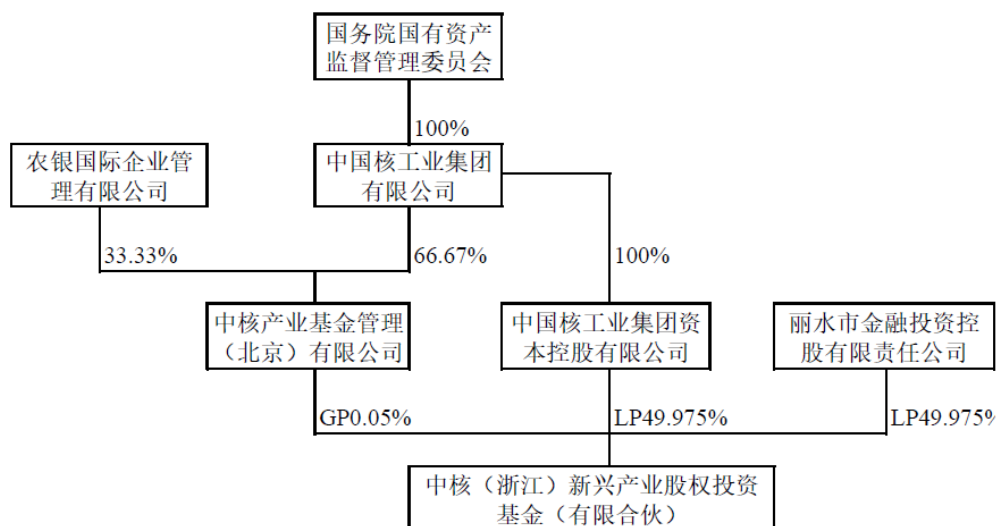 国务院国有资产
监督管理委员会
100%
农银国际企业管
理有限公司
中国核工业集团
有限公司
33.33%
66.67%
100%
中核产业基金管理
（北京）有限公司
中国核工业集团资
本控股有限公司
丽水市金融投资控
股有限责任公司
GP0.05%
LP49.975%
LP49.975%
中核（浙江）新兴产业股权投资
基金（有限合伙）